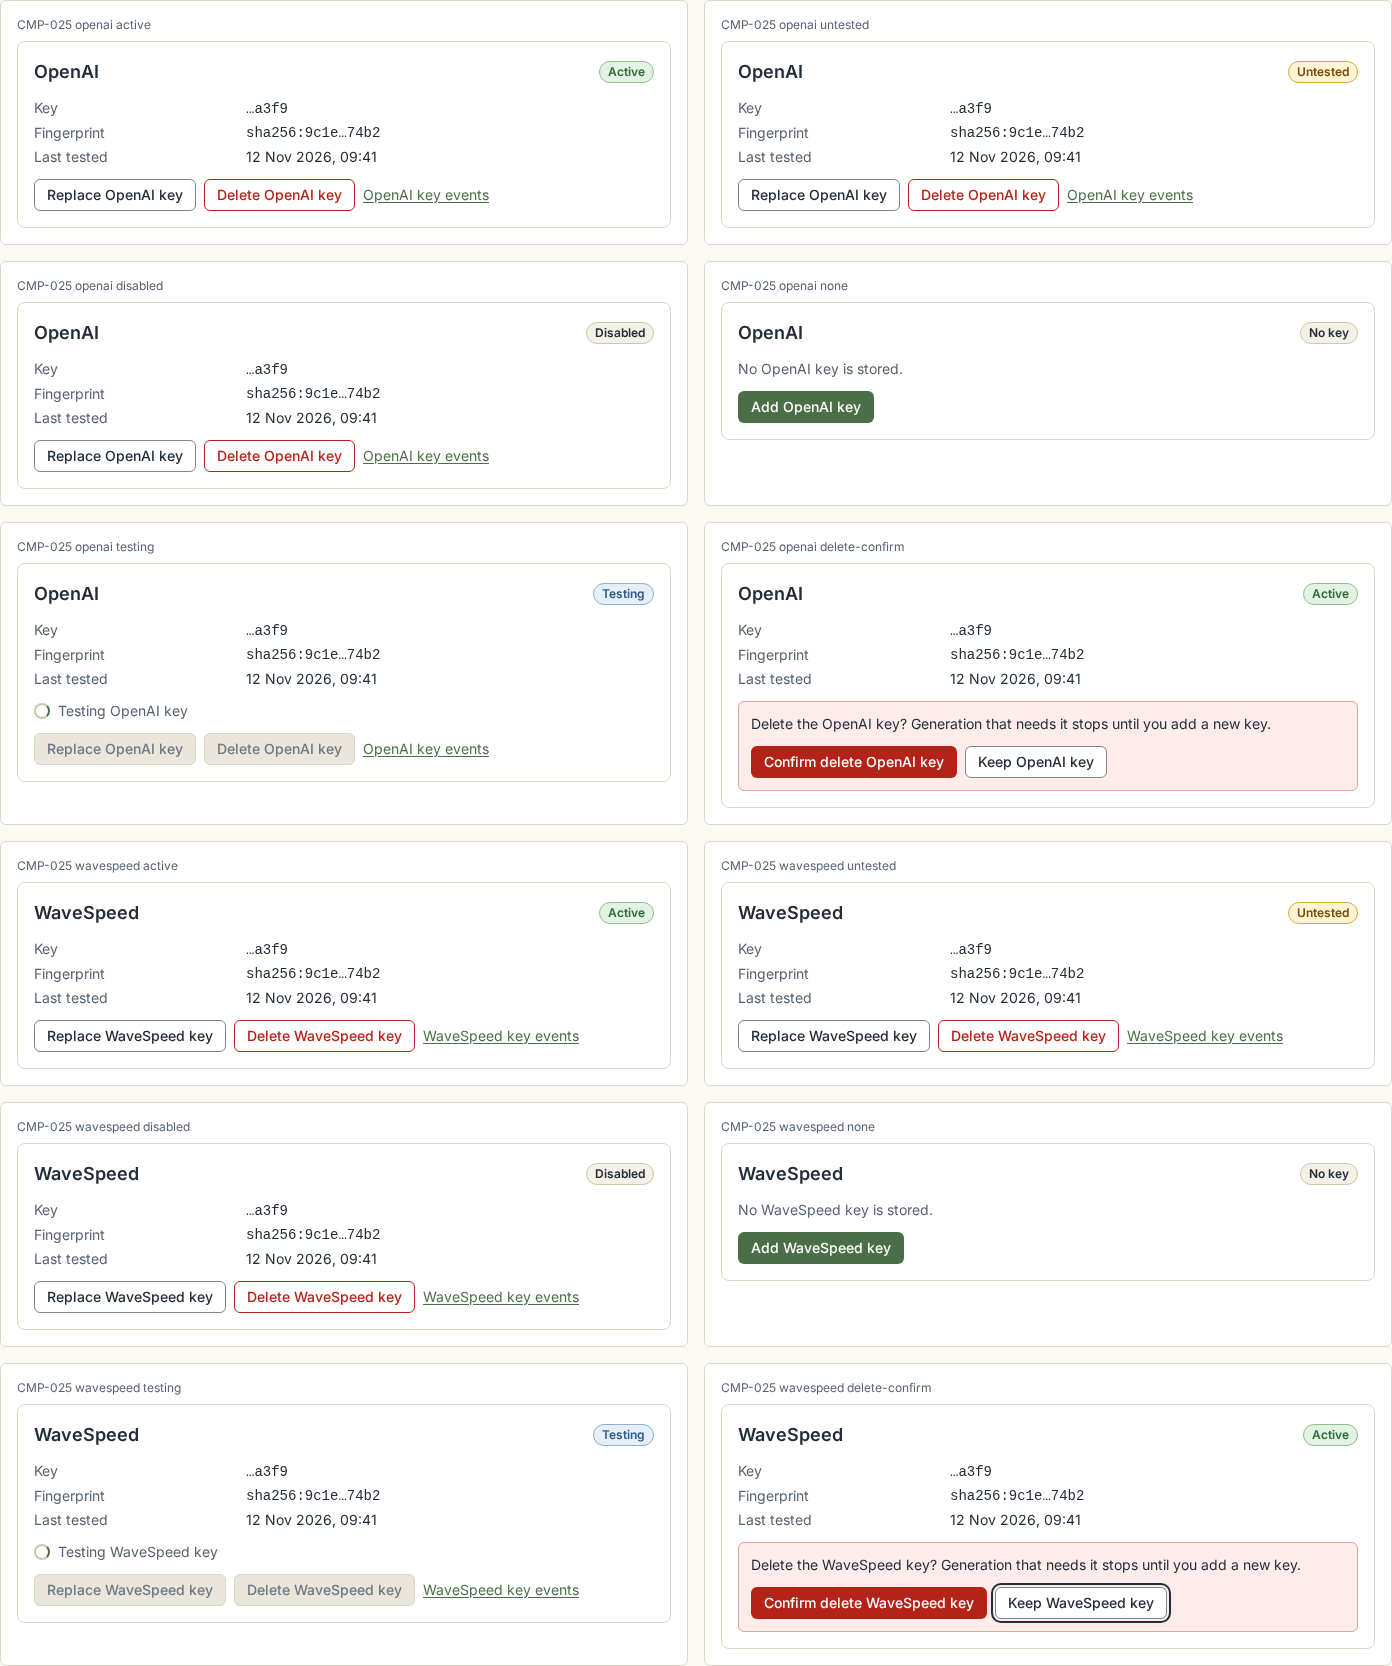 CMP-025 openai active
OpenAI
Active
Key …a3f9
Fingerprint sha256:9c1e…74b2
Last tested 12 Nov 2026, 09:41
Replace OpenAI key Delete OpenAI key OpenAI key events
CMP-025 openai untested
OpenAI
Untested
Key …a3f9
Fingerprint sha256:9c1e…74b2
Last tested 12 Nov 2026, 09:41
Replace OpenAI key Delete OpenAI key OpenAI key events
CMP-025 openai disabled
OpenAI
Disabled
Key …a3f9
Fingerprint sha256:9c1e…74b2
Last tested 12 Nov 2026, 09:41
Replace OpenAI key Delete OpenAI key OpenAI key events
CMP-025 openai none
OpenAI
No key
No OpenAI key is stored.
Add OpenAI key
CMP-025 openai testing
OpenAI
Testing
Key …a3f9
Fingerprint sha256:9c1e…74b2
Last tested 12 Nov 2026, 09:41
Testing OpenAI key
Replace OpenAI key Delete OpenAI key OpenAI key events
CMP-025 openai delete-confirm
OpenAI
Active
Key …a3f9
Fingerprint sha256:9c1e…74b2
Last tested 12 Nov 2026, 09:41
Delete the OpenAI key? Generation that needs it stops until you add a new key.
Confirm delete OpenAI key Keep OpenAI key
CMP-025 wavespeed active
WaveSpeed
Active
Key …a3f9
Fingerprint sha256:9c1e…74b2
Last tested 12 Nov 2026, 09:41
Replace WaveSpeed key Delete WaveSpeed key WaveSpeed key events
CMP-025 wavespeed untested
WaveSpeed
Untested
Key …a3f9
Fingerprint sha256:9c1e…74b2
Last tested 12 Nov 2026, 09:41
Replace WaveSpeed key Delete WaveSpeed key WaveSpeed key events
CMP-025 wavespeed disabled
WaveSpeed
Disabled
Key …a3f9
Fingerprint sha256:9c1e…74b2
Last tested 12 Nov 2026, 09:41
Replace WaveSpeed key Delete WaveSpeed key WaveSpeed key events
CMP-025 wavespeed none
WaveSpeed
No key
No WaveSpeed key is stored.
Add WaveSpeed key
CMP-025 wavespeed testing
WaveSpeed
Testing
Key …a3f9
Fingerprint sha256:9c1e…74b2
Last tested 12 Nov 2026, 09:41
Testing WaveSpeed key
Replace WaveSpeed key Delete WaveSpeed key WaveSpeed key events
CMP-025 wavespeed delete-confirm
WaveSpeed
Active
Key …a3f9
Fingerprint sha256:9c1e…74b2
Last tested 12 Nov 2026, 09:41
Delete the WaveSpeed key? Generation that needs it stops until you add a new key.
Confirm delete WaveSpeed key Keep WaveSpeed key